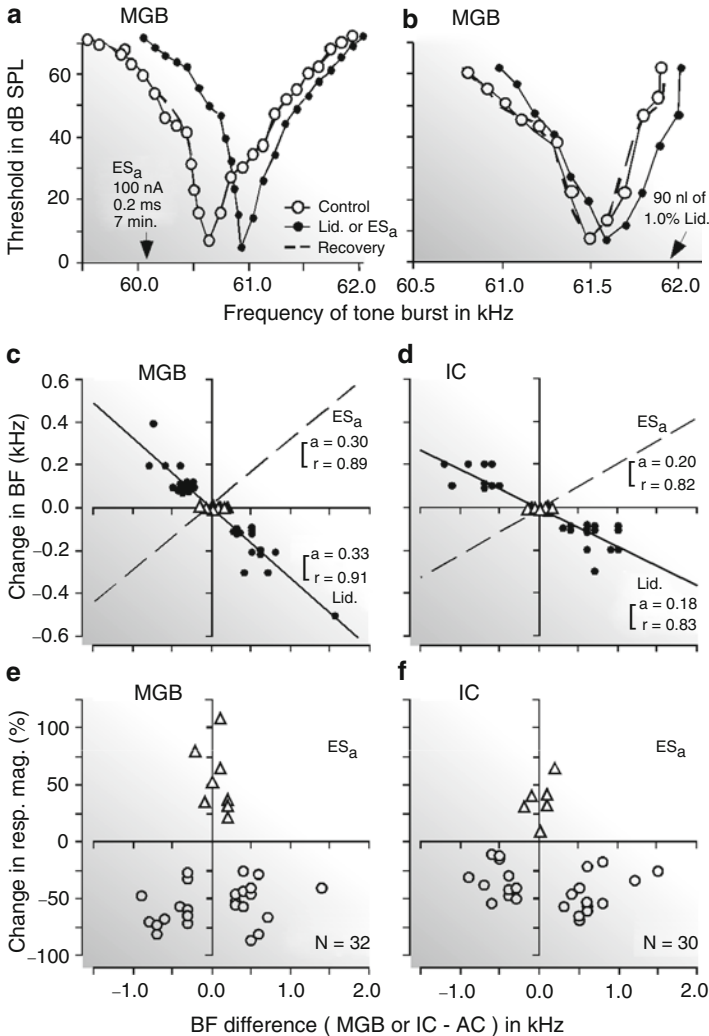 a
MGB
b
MGB
Threshold in dB SPL
60
40
20
0
ESa
100 nA
0.2 ms
7 min.
Control
Lid. or ESa
Recovery
90 nl of
1.0% Lid.
60.0 61.0 62.0
60.5 61.0 61.5 62.0
Frequency of tone burst in kHz
c
MGB
d
IC
Change in BF (kHz)
0.6
0.4
0.2
0.0
−0.2
−0.4
−0.6
ESa
a = 0.30
r = 0.89
a = 0.33
r = 0.91
Lid.
ESa
a = 0.20
r = 0.82
Lid.
a = 0.18
r = 0.83
e
MGB
f
IC
Change in resp. mag. (%)
100
50
0
−50
−100
ESa
N = 32
ESa
N = 30
−1.0 0.0 1.0 2.0
−1.0 0.0 1.0 2.0
BF difference ( MGB or IC - AC ) in kHz